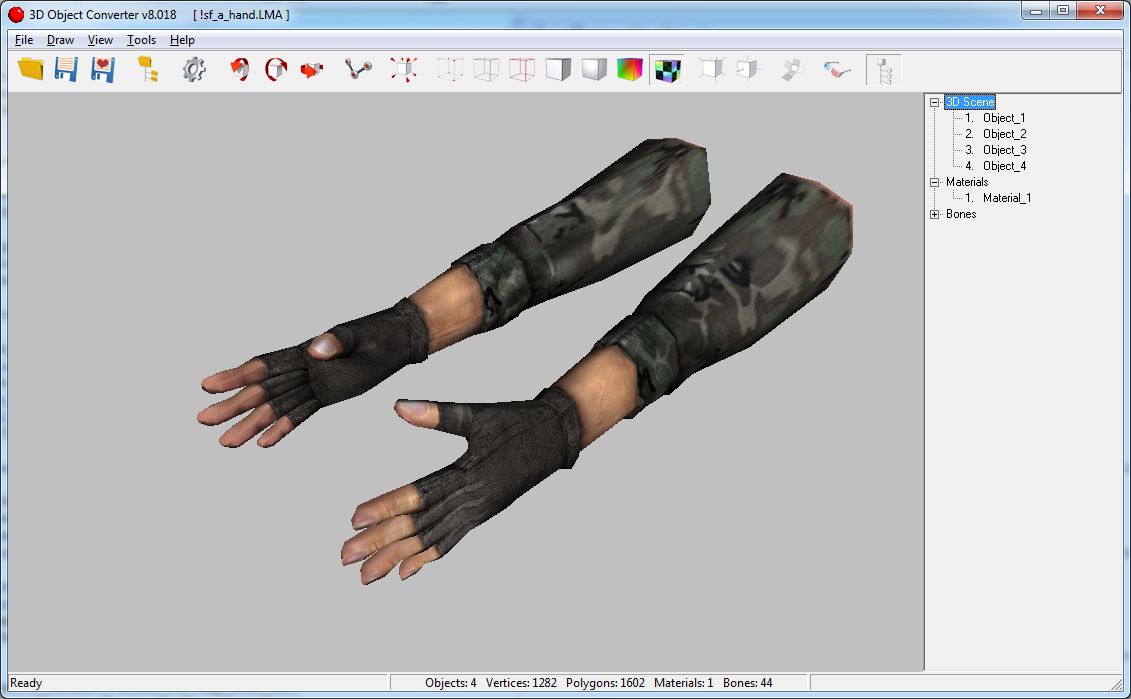 3D Object Converter v8.018 [ !sf_a_hand.LMA ]
File Draw View Tools Help
3D Scene
1. Object_1
2. Object_2
3. Object_3
4. Object_4
Materials
1. Material_1
Bones
Ready Objects: 4 Vertices: 1282 Polygons: 1602 Materials: 1 Bones: 44